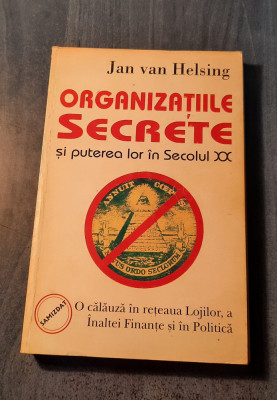 Jan van Helsing
ORGANIZAȚIILE
SECRETE
și puterea lor în Secolul XX
ANNUIT CŒPTIS
NOVUS ORDO SECLORUM
SAMIZDAT
O călăuză în rețeaua Lojilor, a
Înaltei Finanțe și în Politică